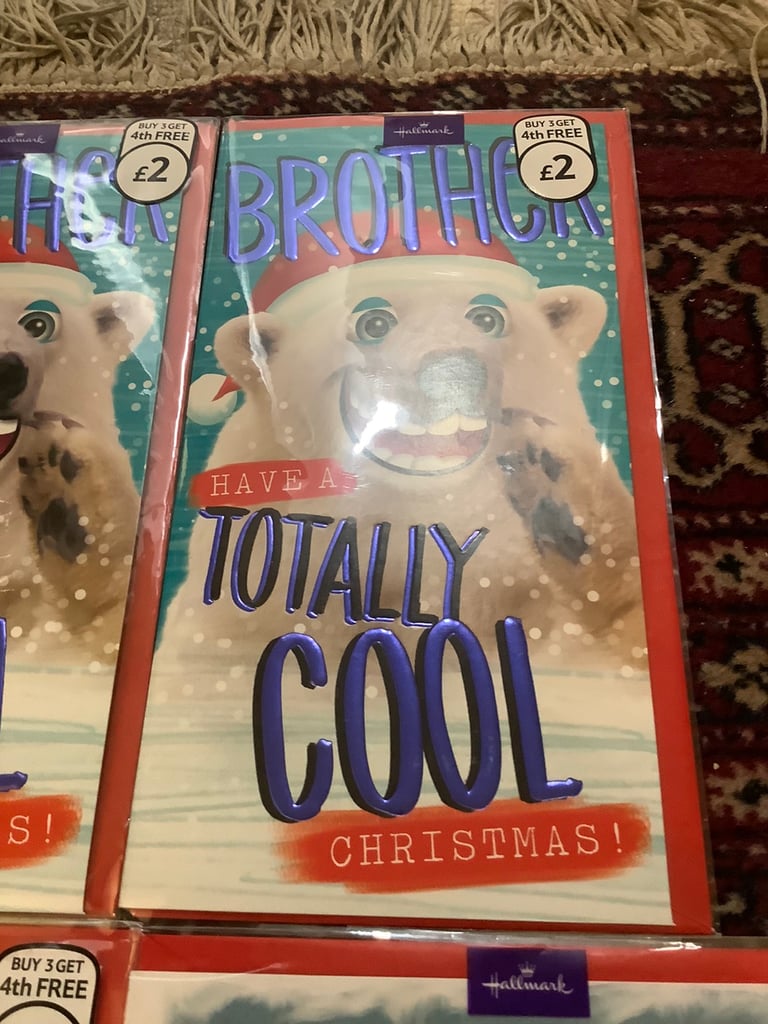 Hallmark
BUY 3 GET
4th FREE
£2
THER
S!
Hallmark
BUY 3 GET
4th FREE
£2
BROTHER
HAVE A
TOTALLY
COOL
CHRISTMAS!
BUY 3 GET
4th FREE
Hallmark